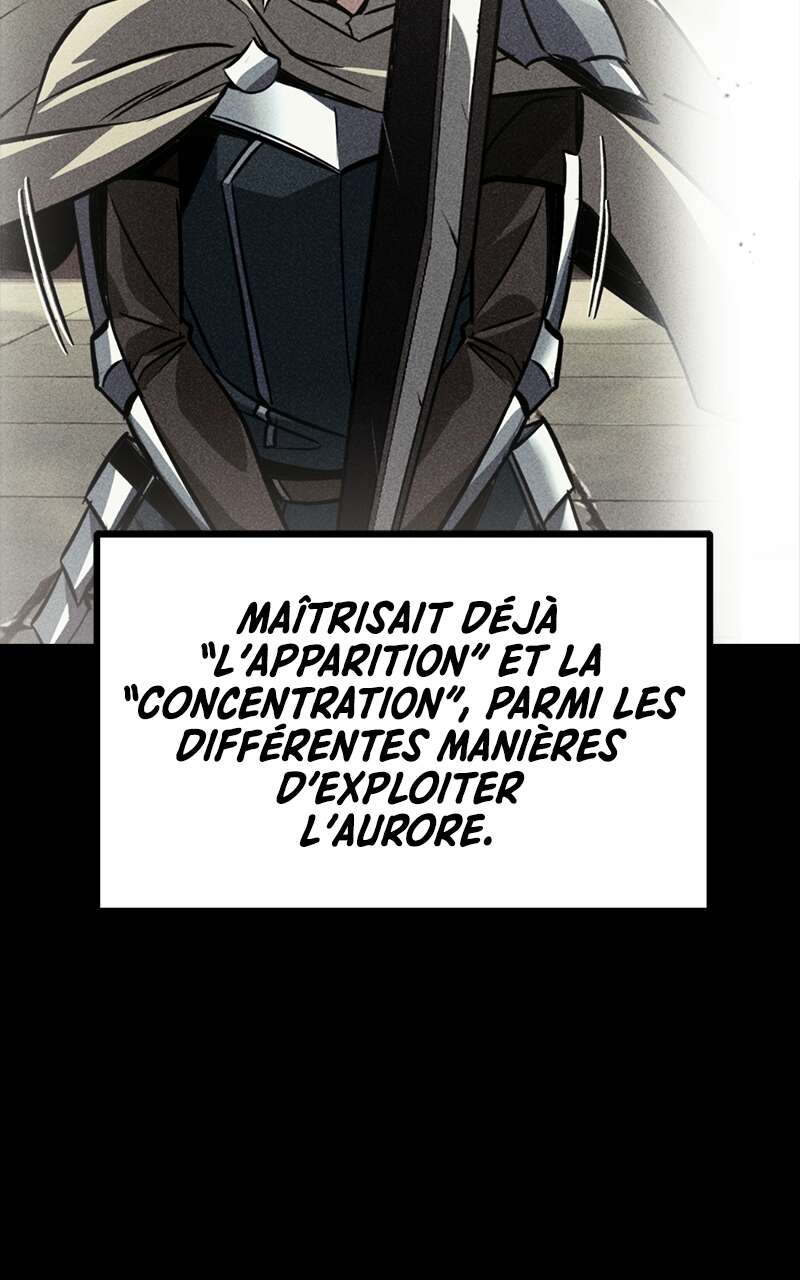 MAÎTRISAIT DÉJÀ
“L'APPARITION” ET LA
“CONCENTRATION”, PARMI LES
DIFFÉRENTES MANIÈRES
D'EXPLOITER
L'AURORE.